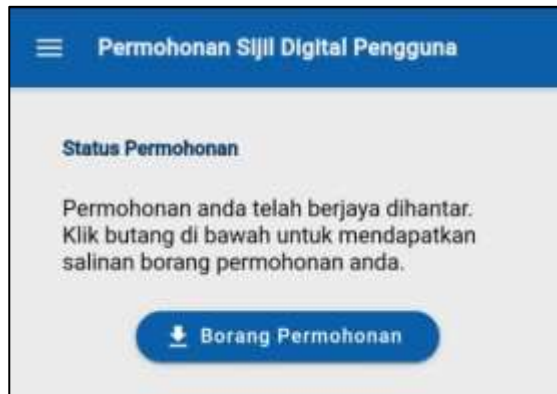 Permohonan Sijil Digital Pengguna
Status Permohonan
Permohonan anda telah berjaya dihantar.
Klik butang di bawah untuk mendapatkan
salinan borang permohonan anda.
Borang Permohonan